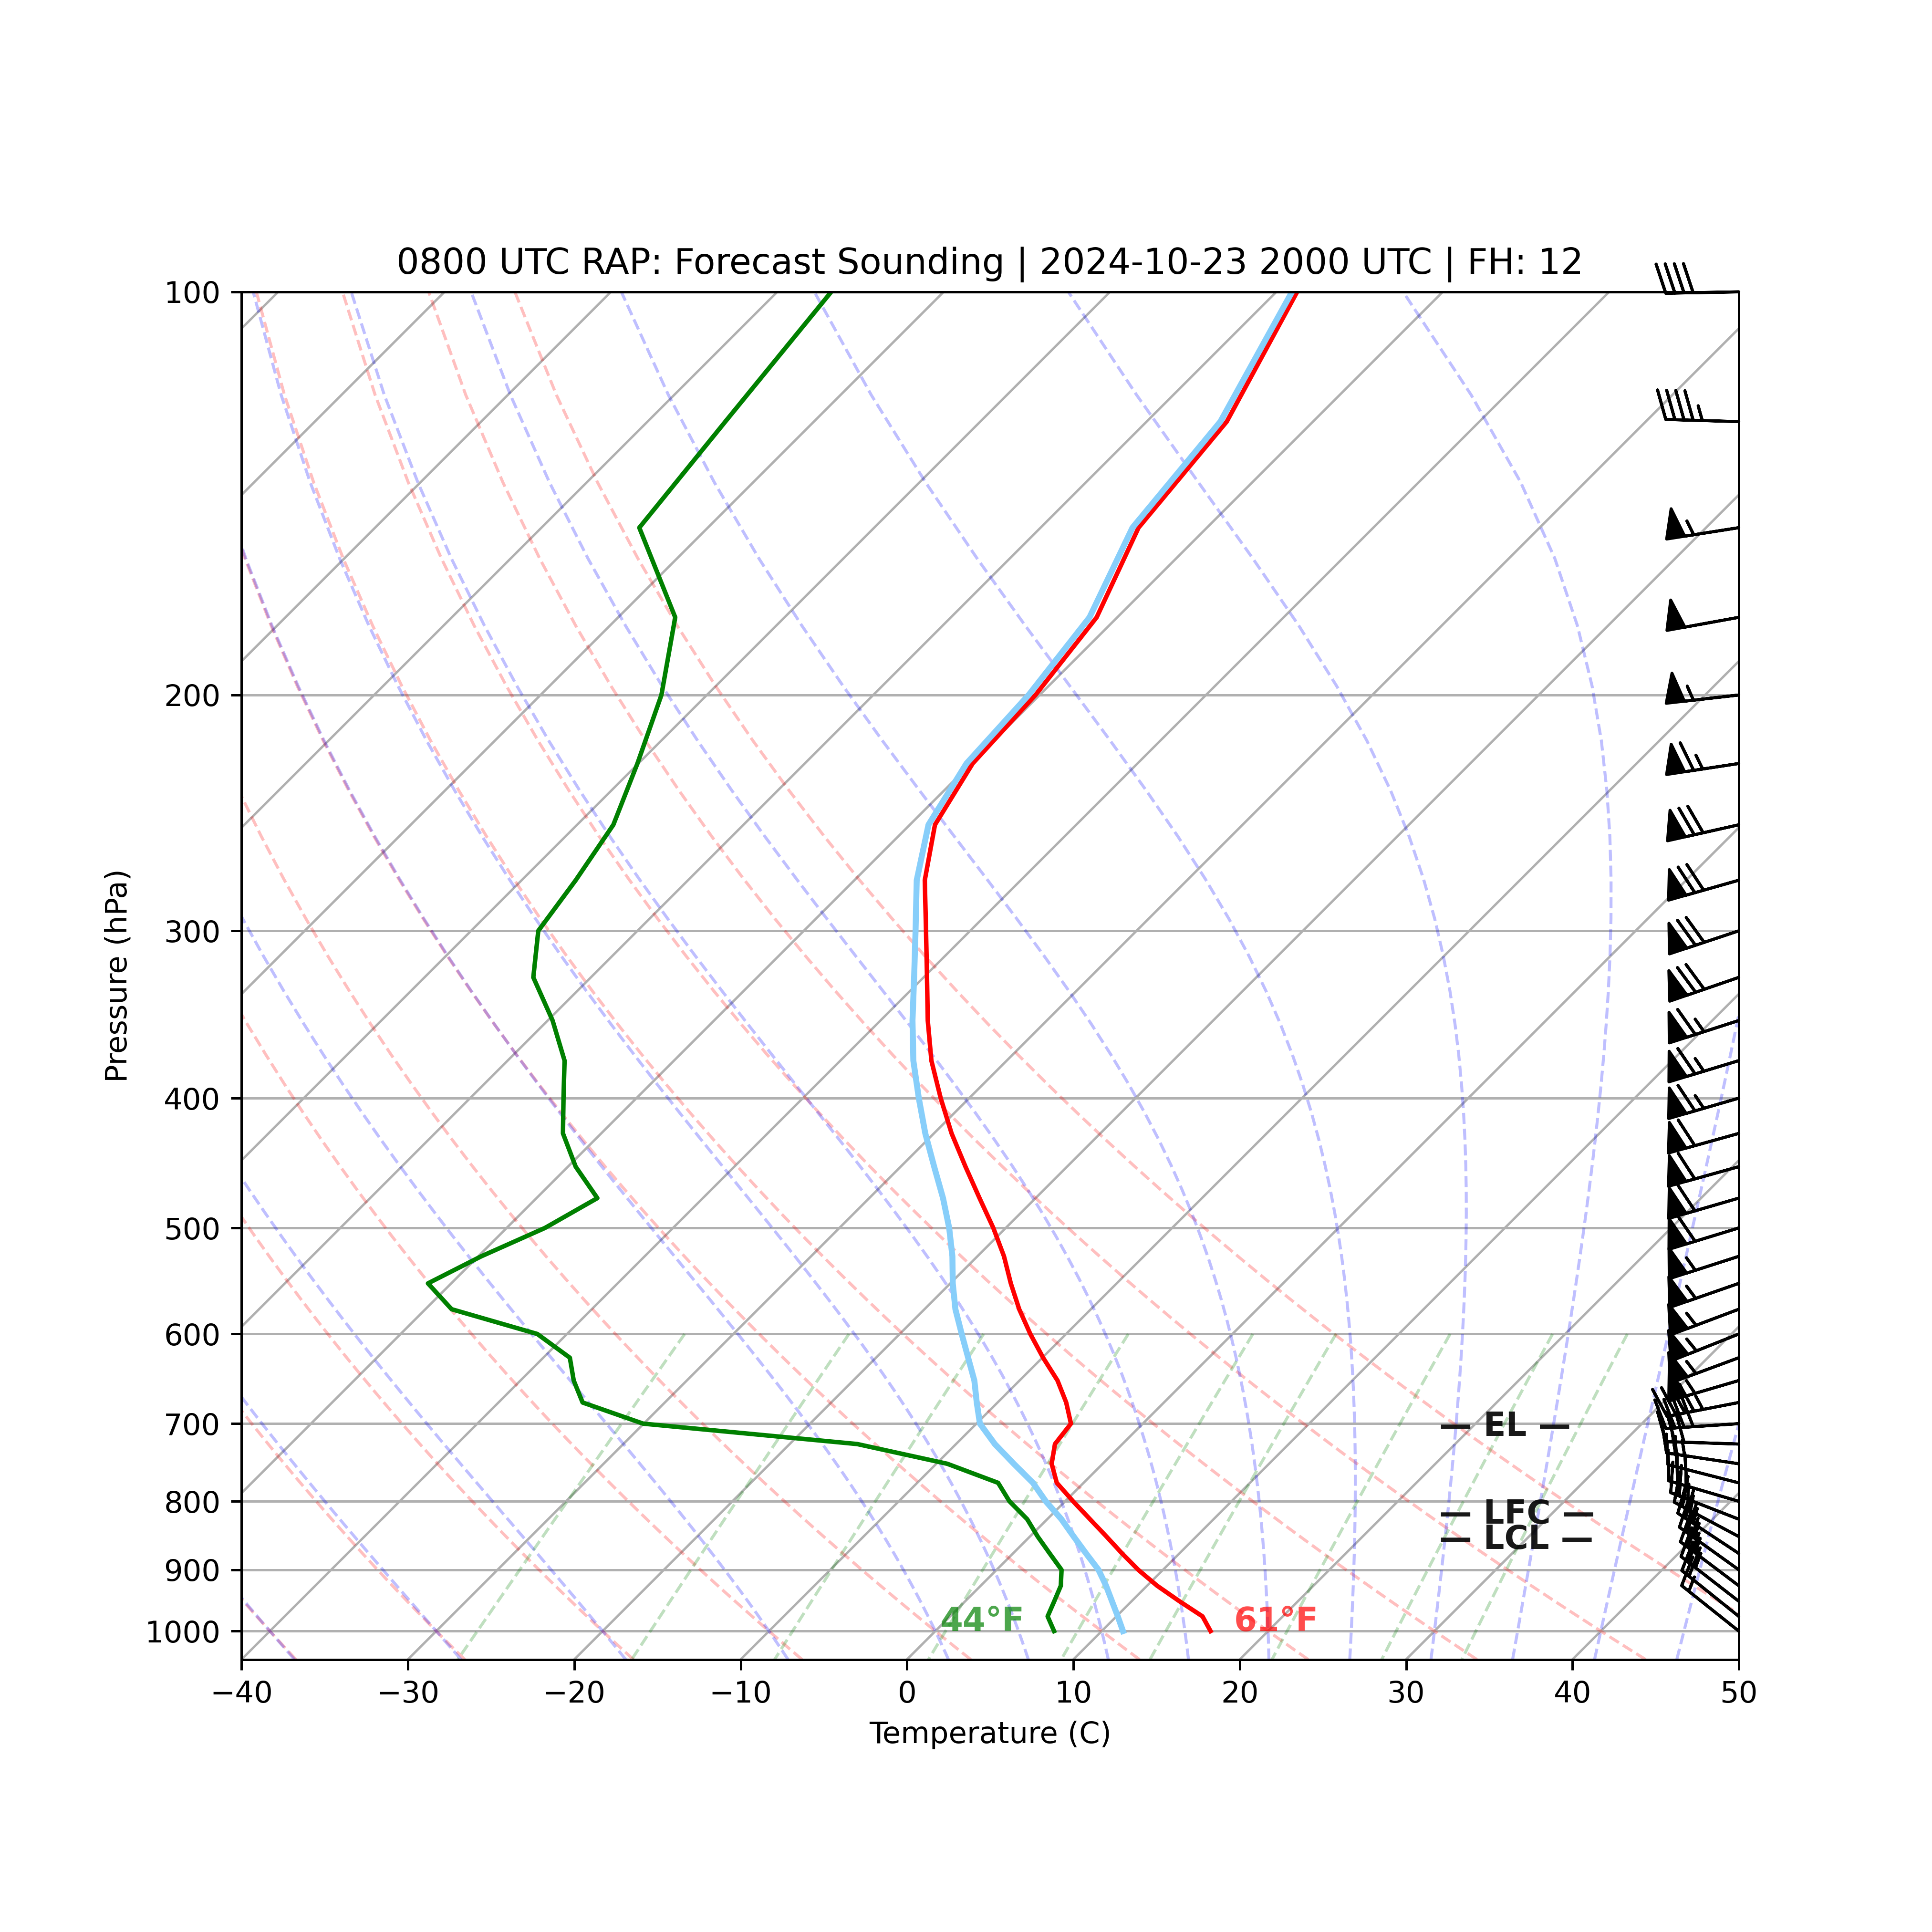 0800 UTC RAP: Forecast Sounding | 2024-10-23 2000 UTC | FH: 12
100
200
300
400
500
600
700
800
900
1000
Pressure (hPa)
— EL —
— LFC —
— LCL —
44°F
61°F
−40 −30 −20 −10 0 10 20 30 40 50
Temperature (C)